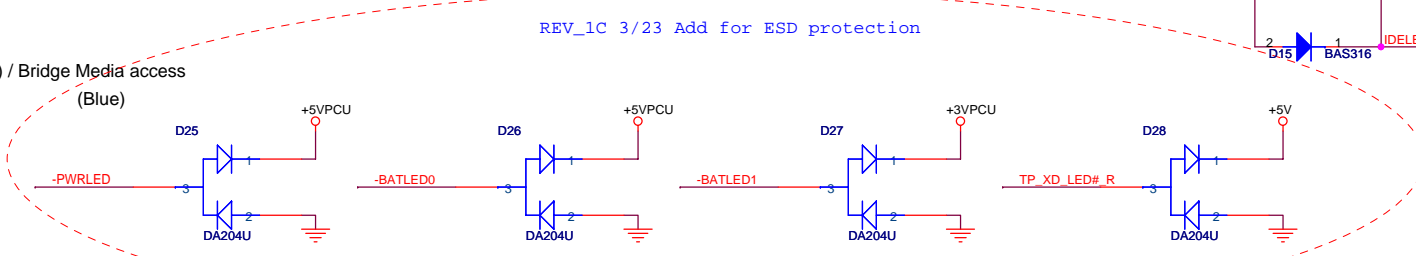 REV_1C 3/23 Add for ESD protection
2 1 IDELE
D15 BAS316
) / Bridge Media access
(Blue)
+5VPCU +5VPCU +3VPCU +5V
D25 D26 D27 D28
1 1 1 1
-PWRLED 3 -BATLED0 3 -BATLED1 3 TP_XD_LED#_R 3
2 2 2 2
DA204U DA204U DA204U DA204U